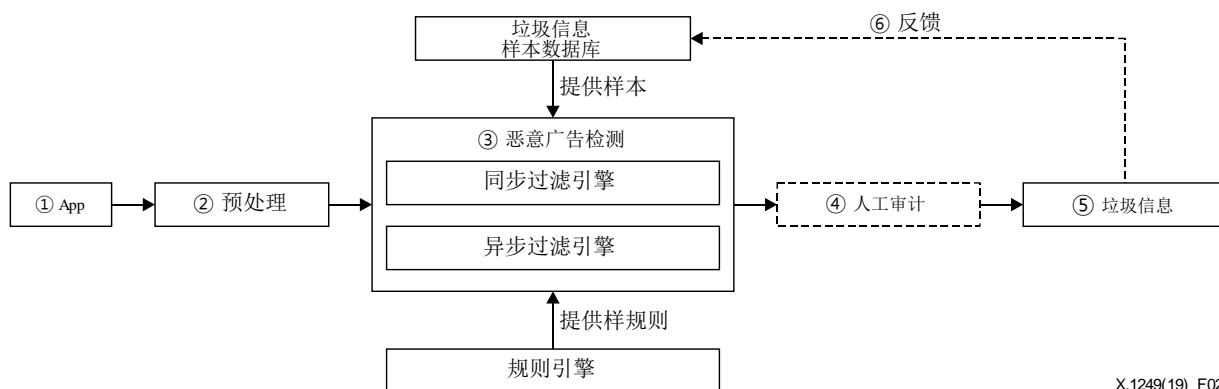 垃圾信息
样本数据库
⑥ 反馈
提供样本
③ 恶意广告检测
同步过滤引擎
① App
② 预处理
④ 人工审计
⑤ 垃圾信息
异步过滤引擎
提供样规则
规则引擎
X.1249(19)_F02